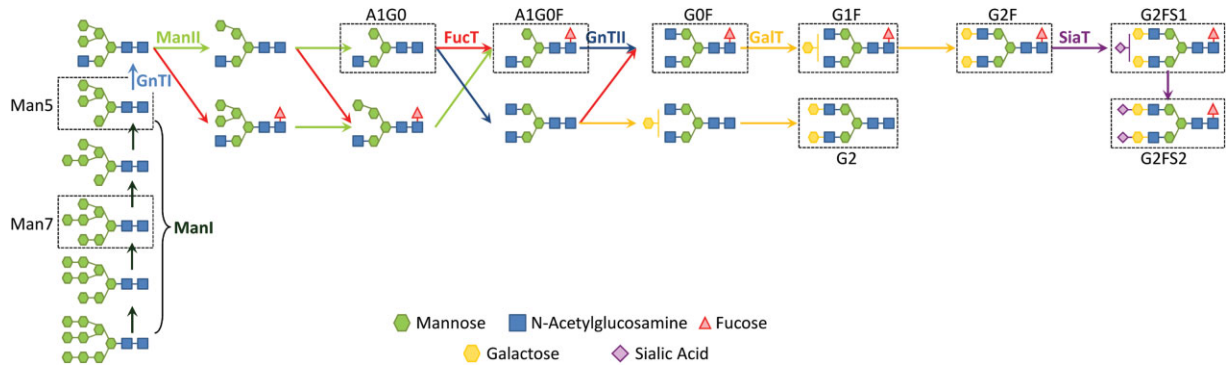 A1G0 A1G0F G0F G1F G2F G2FS1
ManII FucT GnTII GalT SiaT
GnTI
Man5
G2 G2FS2
Man7 ManI
Mannose N-Acetylglucosamine Fucose
Galactose Sialic Acid